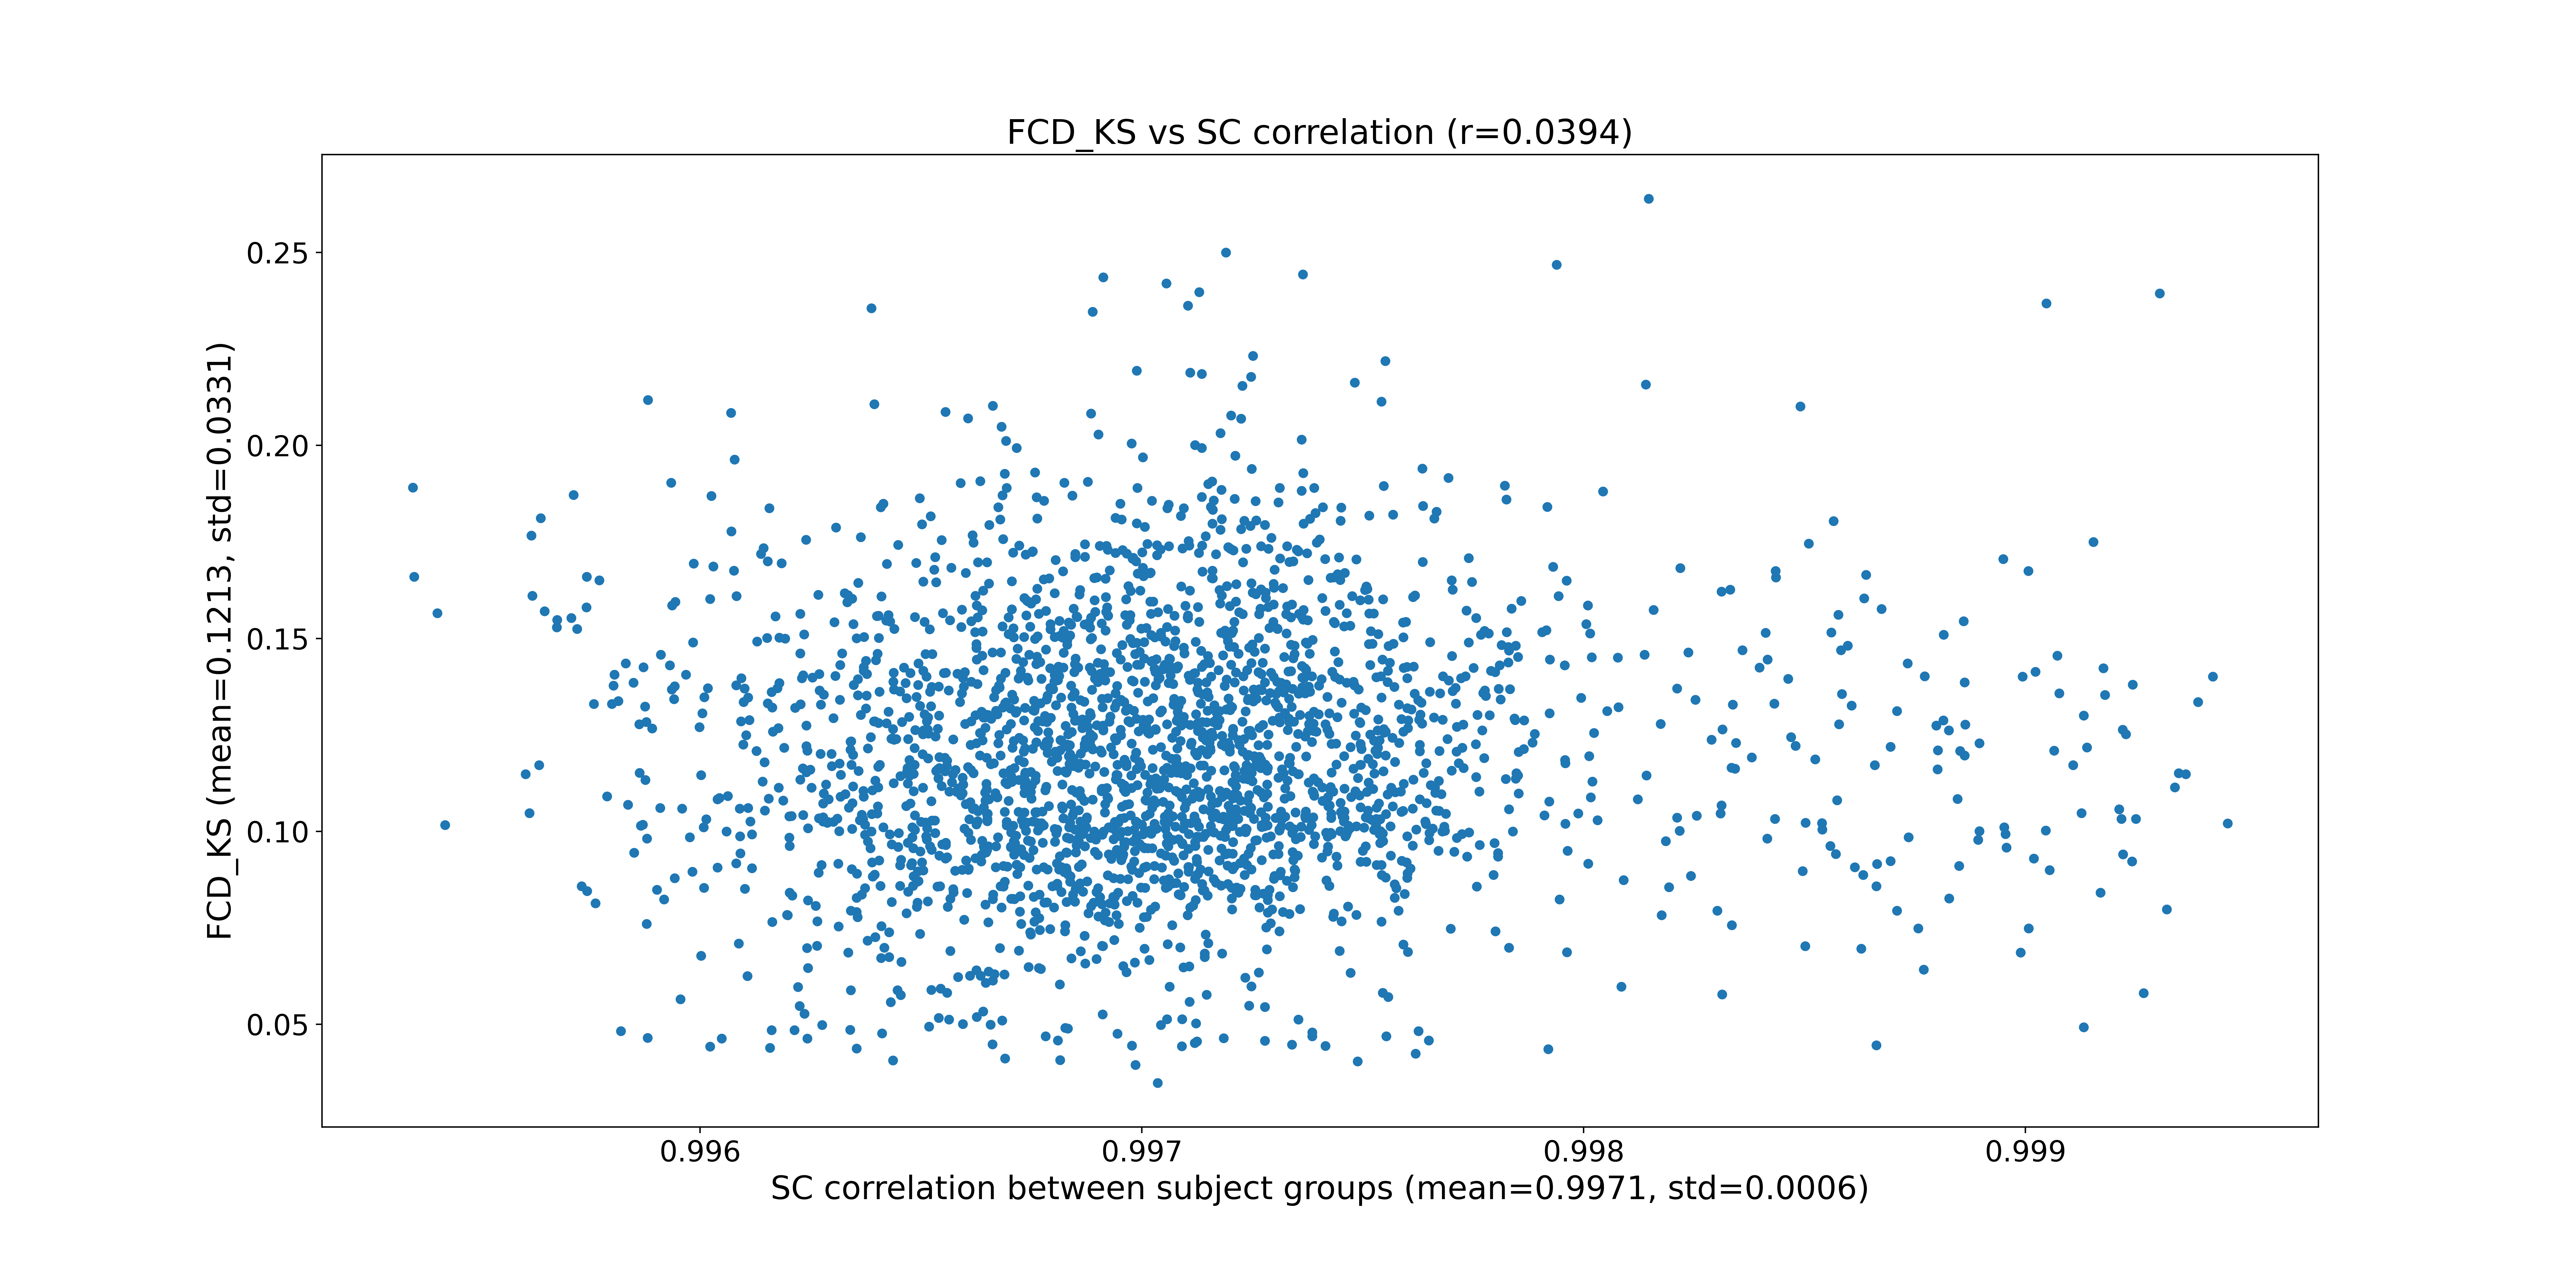 FCD_KS vs SC correlation (r=0.0394)
FCD_KS (mean=0.1213, std=0.0331)
0.25
0.20
0.15
0.10
0.05
0.996 0.997 0.998 0.999
SC correlation between subject groups (mean=0.9971, std=0.0006)